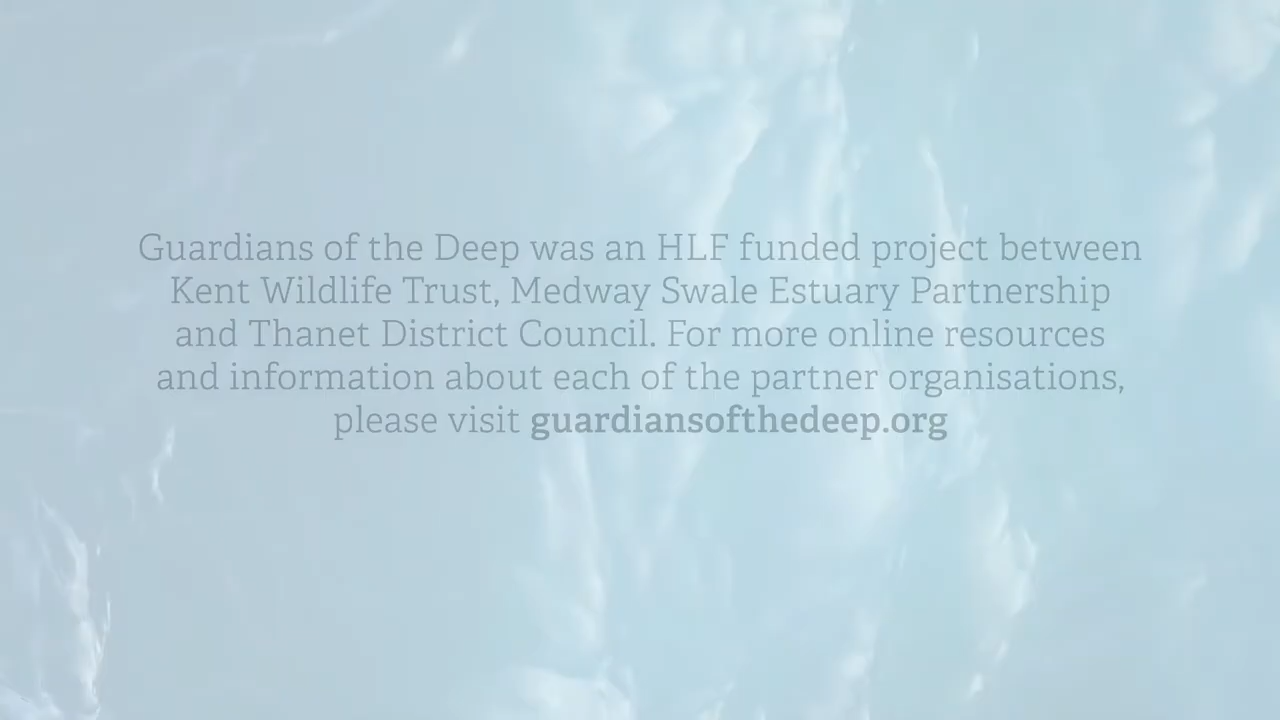 Guardians of the Deep was an HLF funded project between
Kent Wildlife Trust, Medway Swale Estuary Partnership
and Thanet District Council. For more online resources
and information about each of the partner organisations,
please visit guardiansofthedeep.org